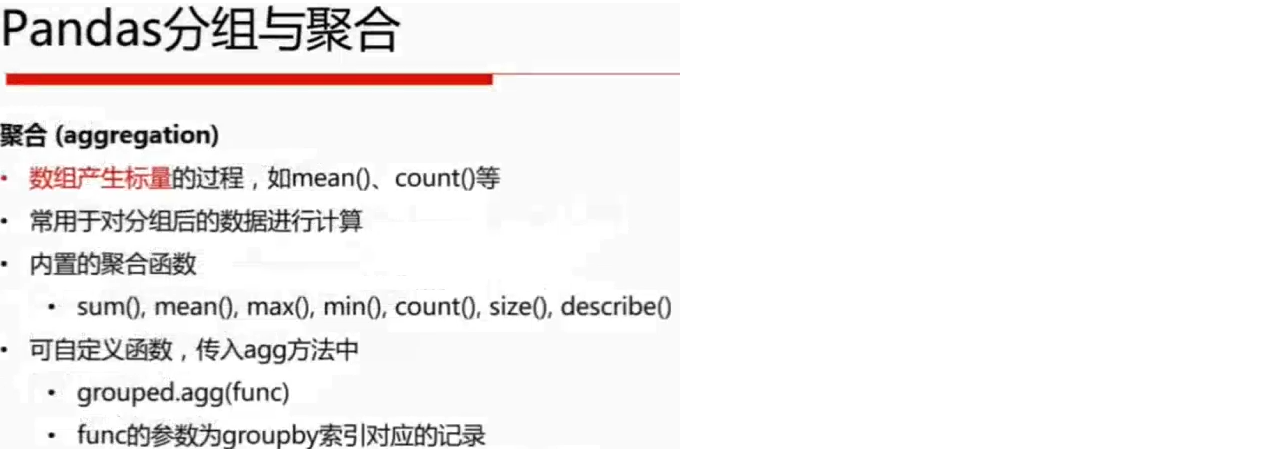 Pandas分组与聚合
聚合 (aggregation)
• 数组产生标量的过程，如mean()、count()等
• 常用于对分组后的数据进行计算
• 内置的聚合函数
• sum(), mean(), max(), min(), count(), size(), describe()
• 可自定义函数，传入agg方法中
• grouped.agg(func)
• func的参数为groupby索引对应的记录